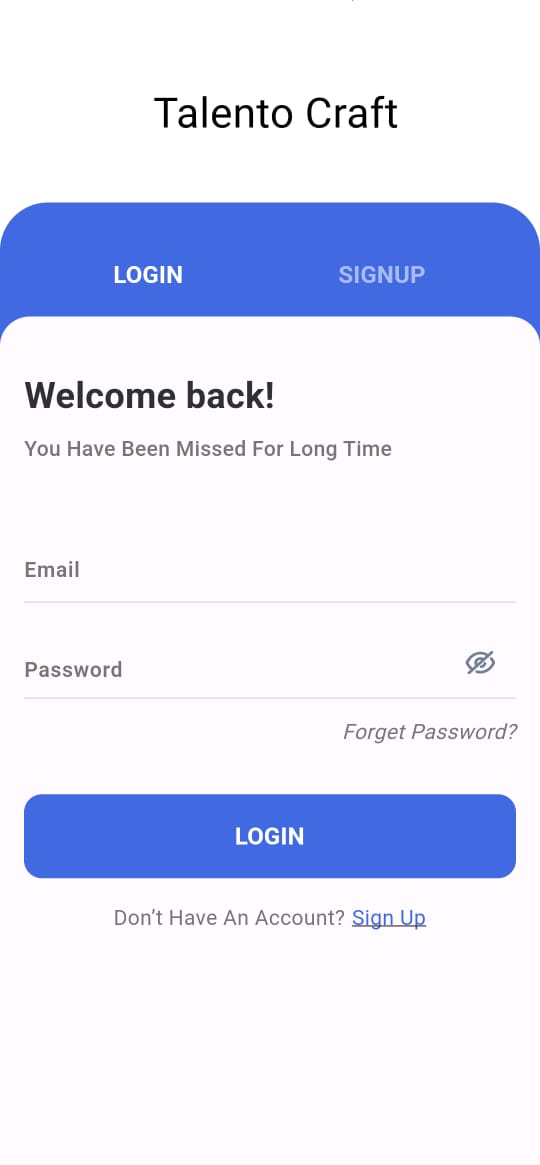 Talento Craft
LOGIN SIGNUP
Welcome back!
You Have Been Missed For Long Time
Email
Password
Forget Password?
LOGIN
Don’t Have An Account? Sign Up